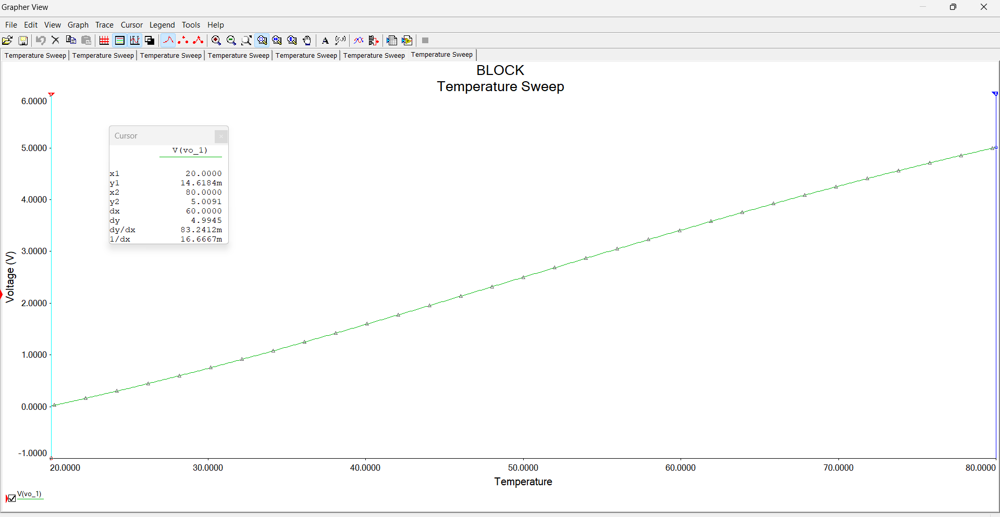 Grapher View
File Edit View Graph Trace Cursor Legend Tools Help
Temperature Sweep Temperature Sweep Temperature Sweep Temperature Sweep Temperature Sweep Temperature Sweep Temperature Sweep
BLOCK
Temperature Sweep
6.0000
5.0000
4.0000
3.0000
2.0000
1.0000
0.0000
-1.0000
Voltage (V)
Cursor
V(vo_1)
x1 20.0000
y1 14.6184m
x2 80.0000
y2 5.0091
dx 60.0000
dy 4.9945
dy/dx 83.2412m
1/dx 16.6667m
20.0000 30.0000 40.0000 50.0000 60.0000 70.0000 80.0000
Temperature
V(vo_1)